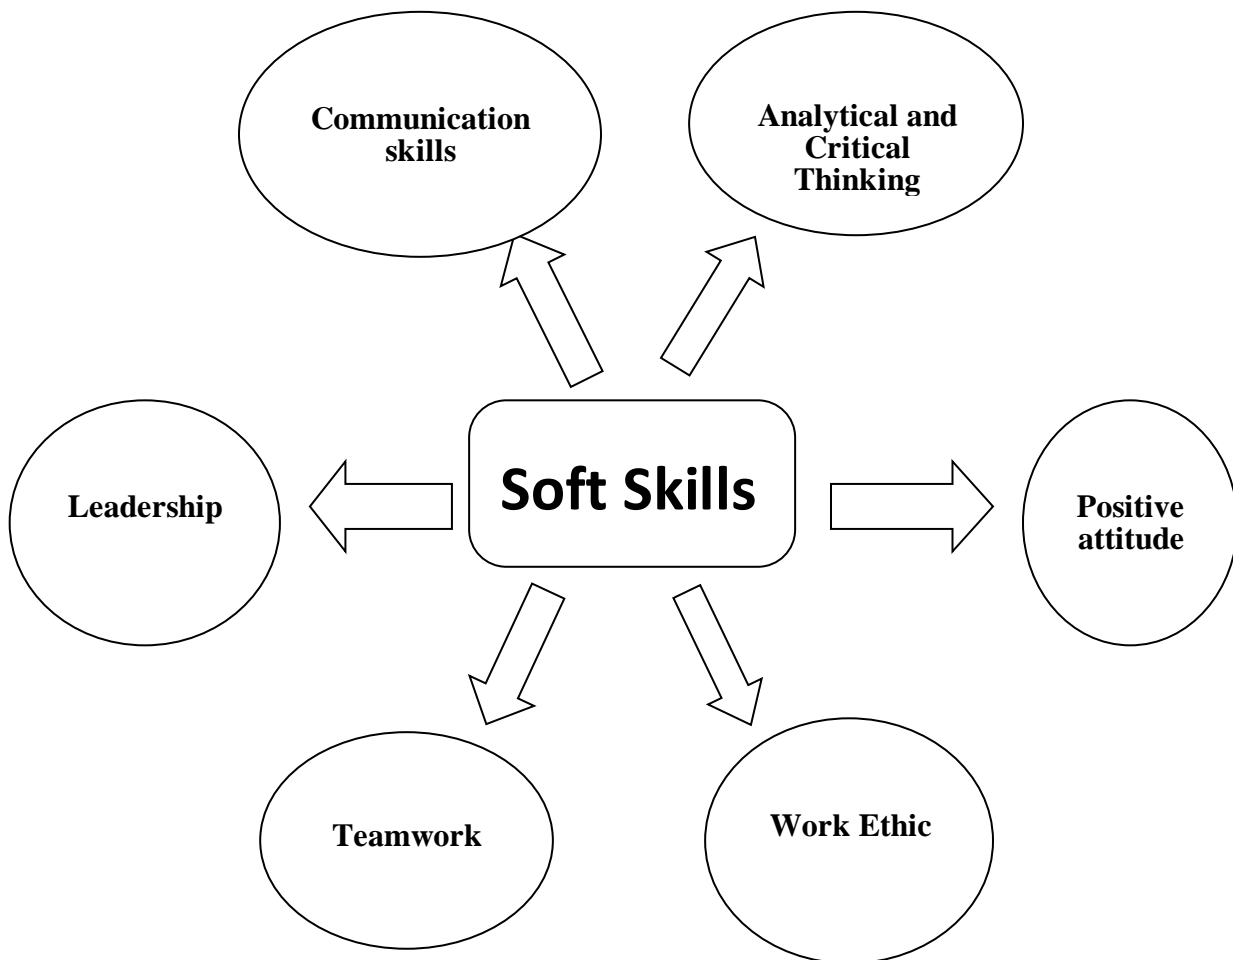 Communication
skills
Analytical and
Critical
Thinking
Leadership
Soft Skills
Positive
attitude
Teamwork
Work Ethic